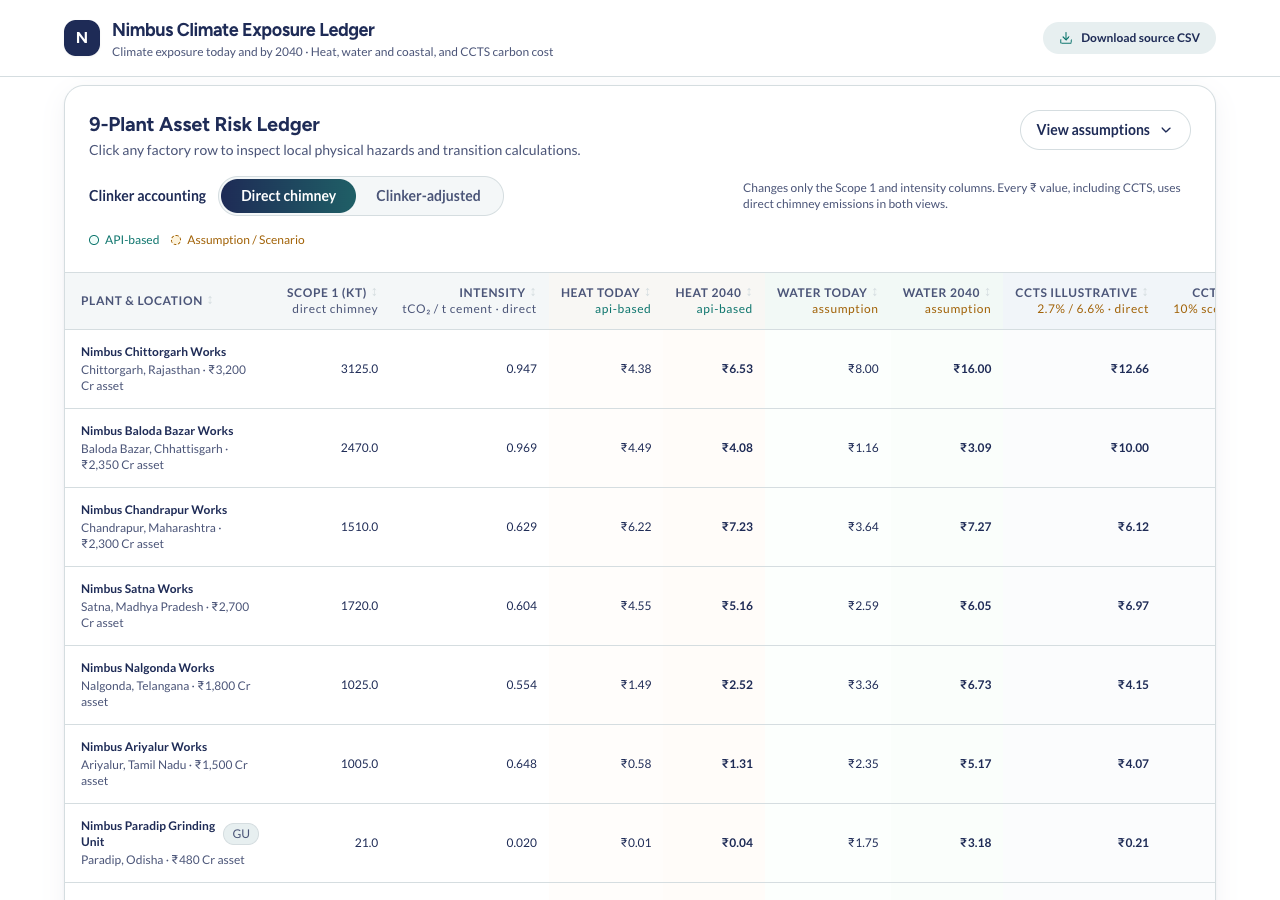 N
Nimbus Climate Exposure Ledger
Climate exposure today and by 2040 · Heat, water and coastal, and CCTS carbon cost
Download source CSV
9-Plant Asset Risk Ledger
Click any factory row to inspect local physical hazards and transition calculations.
View assumptions
Clinker accounting Direct chimney Clinker-adjusted
Changes only the Scope 1 and intensity columns. Every ₹ value, including CCTS, uses
direct chimney emissions in both views.
API-based Assumption / Scenario
PLANT & LOCATION ↕ SCOPE 1 (KT) ↕ INTENSITY ↕ HEAT TODAY ↕ HEAT 2040 ↕ WATER TODAY ↕ WATER 2040 ↕ CCTS ILLUSTRATIVE ↕ CCT
direct chimney tCO₂ / t cement · direct api-based api-based assumption assumption 2.7% / 6.6% · direct 10% sc
Nimbus Chittorgarh Works
Chittorgarh, Rajasthan · ₹3,200
Cr asset
3125.0 0.947 ₹4.38 ₹6.53 ₹8.00 ₹16.00 ₹12.66
Nimbus Baloda Bazar Works
Baloda Bazar, Chhattisgarh ·
₹2,350 Cr asset
2470.0 0.969 ₹4.49 ₹4.08 ₹1.16 ₹3.09 ₹10.00
Nimbus Chandrapur Works
Chandrapur, Maharashtra ·
₹2,300 Cr asset
1510.0 0.629 ₹6.22 ₹7.23 ₹3.64 ₹7.27 ₹6.12
Nimbus Satna Works
Satna, Madhya Pradesh · ₹2,700
Cr asset
1720.0 0.604 ₹4.55 ₹5.16 ₹2.59 ₹6.05 ₹6.97
Nimbus Nalgonda Works
Nalgonda, Telangana · ₹1,800 Cr
asset
1025.0 0.554 ₹1.49 ₹2.52 ₹3.36 ₹6.73 ₹4.15
Nimbus Ariyalur Works
Ariyalur, Tamil Nadu · ₹1,500 Cr
asset
1005.0 0.648 ₹0.58 ₹1.31 ₹2.35 ₹5.17 ₹4.07
Nimbus Paradip Grinding
Unit
GU
Paradip, Odisha · ₹480 Cr asset
21.0 0.020 ₹0.01 ₹0.04 ₹1.75 ₹3.18 ₹0.21